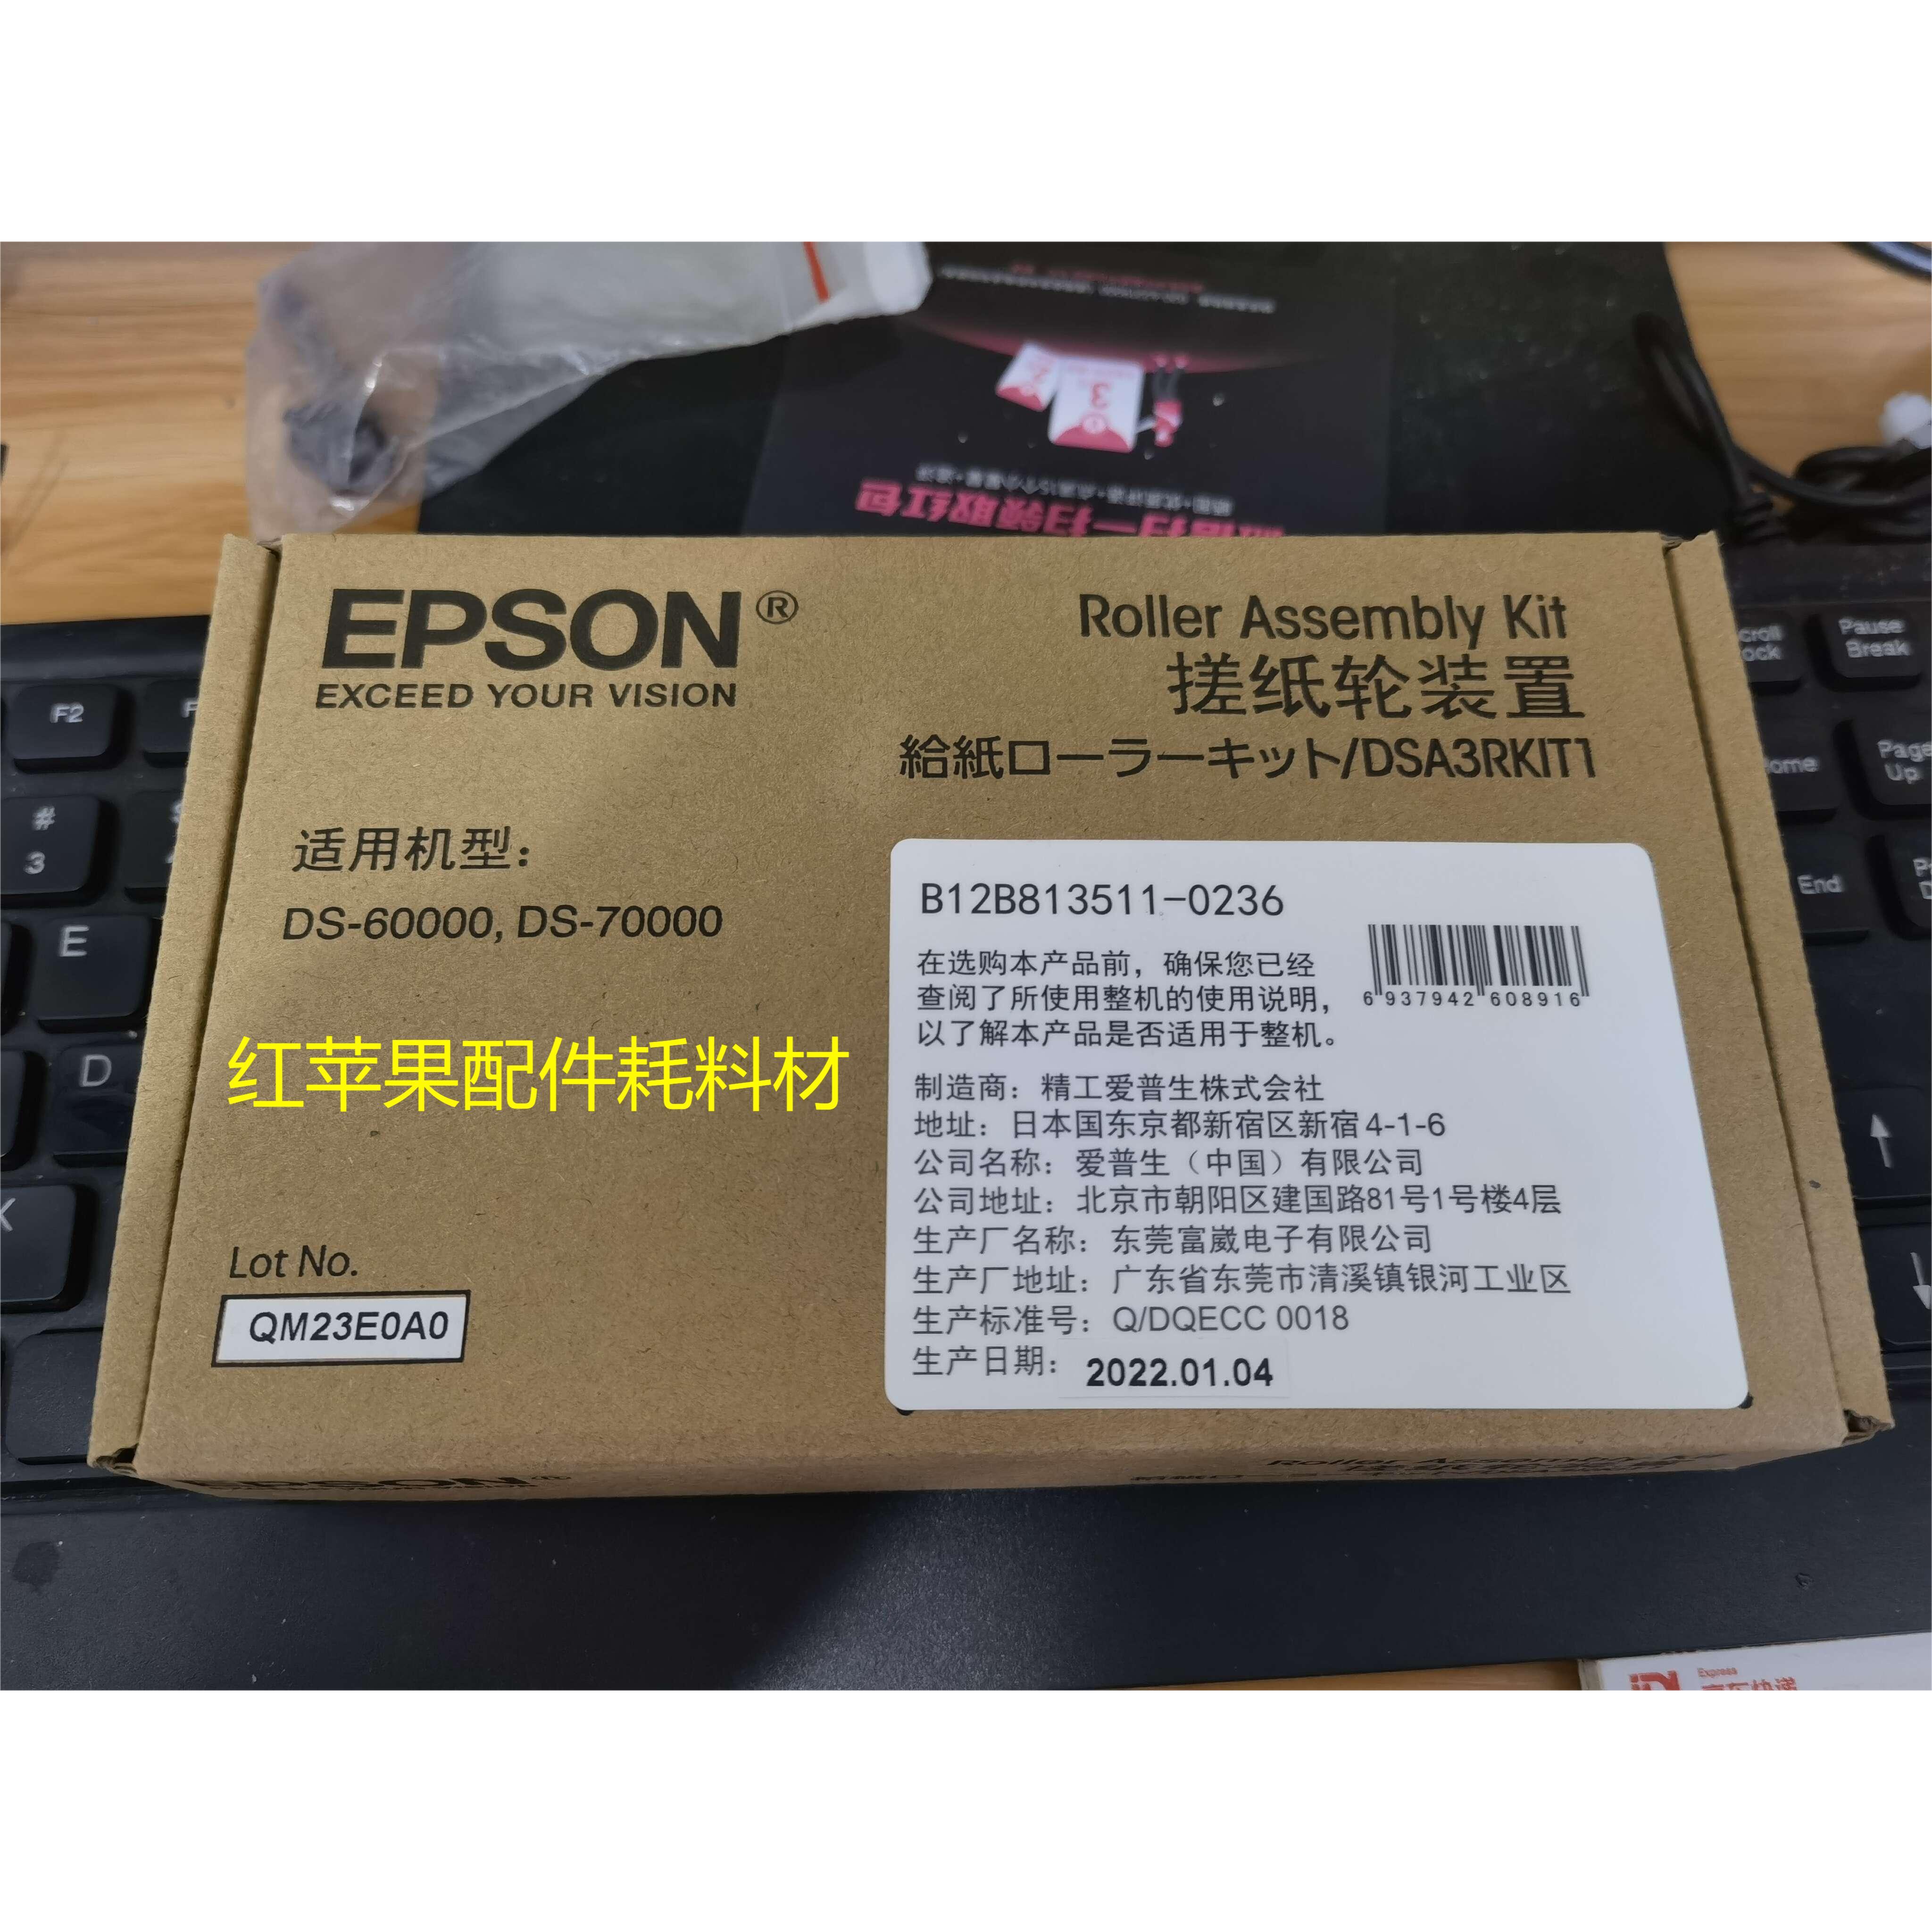 微信扫一扫领取红包
EPSON®
EXCEED YOUR VISION
Roller Assembly Kit
搓纸轮装置
給紙ローラーキット/DSA3RKIT1
适用机型:
DS-60000, DS-70000
红苹果配件耗料材
Lot No.
QM23E0A0
B12B813511-0236
在选购本产品前，确保您已经
查阅了所使用整机的使用说明，
以了解本产品是否适用于整机。
6 937942 608916
制造商：精工爱普生株式会社
地址：日本国东京都新宿区新宿4-1-6
公司名称：爱普生（中国）有限公司
公司地址：北京市朝阳区建国路81号1号楼4层
生产厂名称：东莞富崴电子有限公司
生产厂地址：广东省东莞市清溪镇银河工业区
生产标准号：Q/DQECC 0018
生产日期：2022.01.04
F2
#
3
E
D
Pause
Break
Page
Up
End
Express